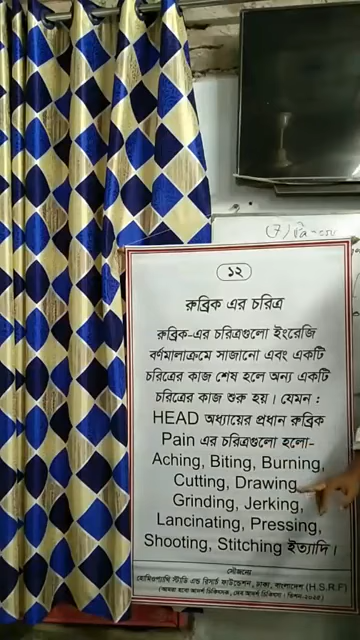 ১২
রুব্রিক এর চরিত্র
রুব্রিক-এর চরিত্রগুলো ইংরেজি
বর্ণমালাক্রমে সাজানো এবং একটি
চরিত্রের কাজ শেষ হলে অন্য একটি
চরিত্রের কাজ শুরু হয়। যেমন :
HEAD অধ্যায়ের প্রধান রুব্রিক
Pain এর চরিত্রগুলো হলো-
Aching, Biting, Burning,
Cutting, Drawing,
Grinding, Jerking,
Lancinating, Pressing,
Shooting, Stitching ইত্যাদি।
সৌজন্যে
হোমিওপ্যাথি স্টাডি এন্ড রিসার্চ ফাউন্ডেশন, ঢাকা, বাংলাদেশ (H.S.R.F)